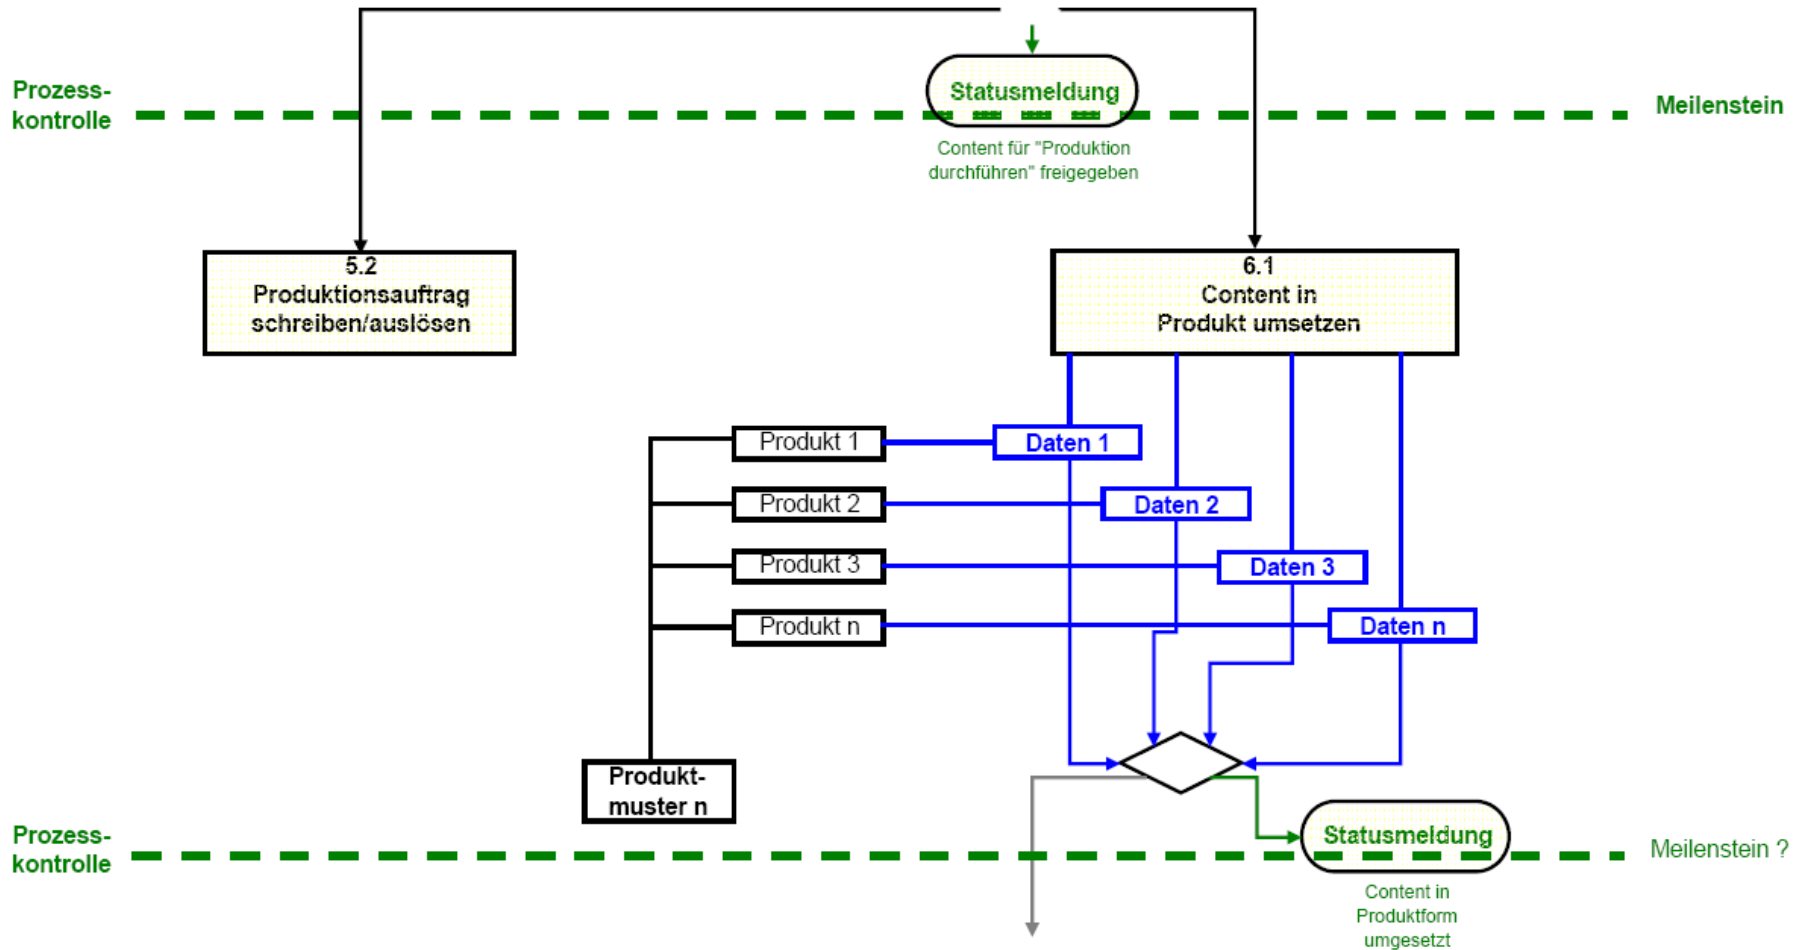 Prozess-
kontrolle
Statusmeldung
Meilenstein
Content für "Produktion
durchführen" freigegeben
5.2
Produktionsauftrag
schreiben/auslösen
6.1
Content in
Produkt umsetzen
Produkt 1
Daten 1
Produkt 2
Daten 2
Produkt 3
Daten 3
Produkt n
Daten n
Produkt-
muster n
Prozess-
kontrolle
Statusmeldung
Meilenstein ?
Content in
Produktform
umgesetzt